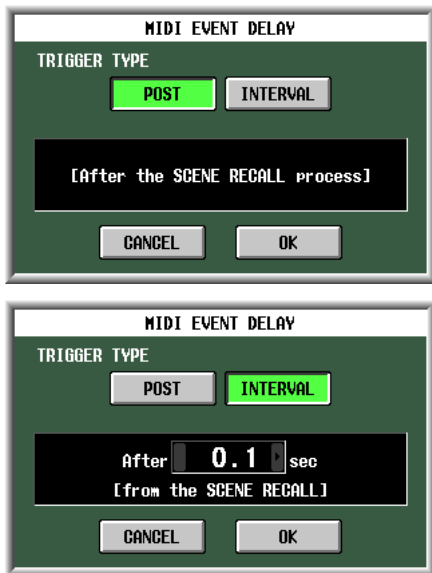 MIDI EVENT DELAY
TRIGGER TYPE
POST INTERVAL
[After the SCENE RECALL process]
CANCEL OK
MIDI EVENT DELAY
TRIGGER TYPE
POST INTERVAL
After 0.1 sec
[from the SCENE RECALL]
CANCEL OK